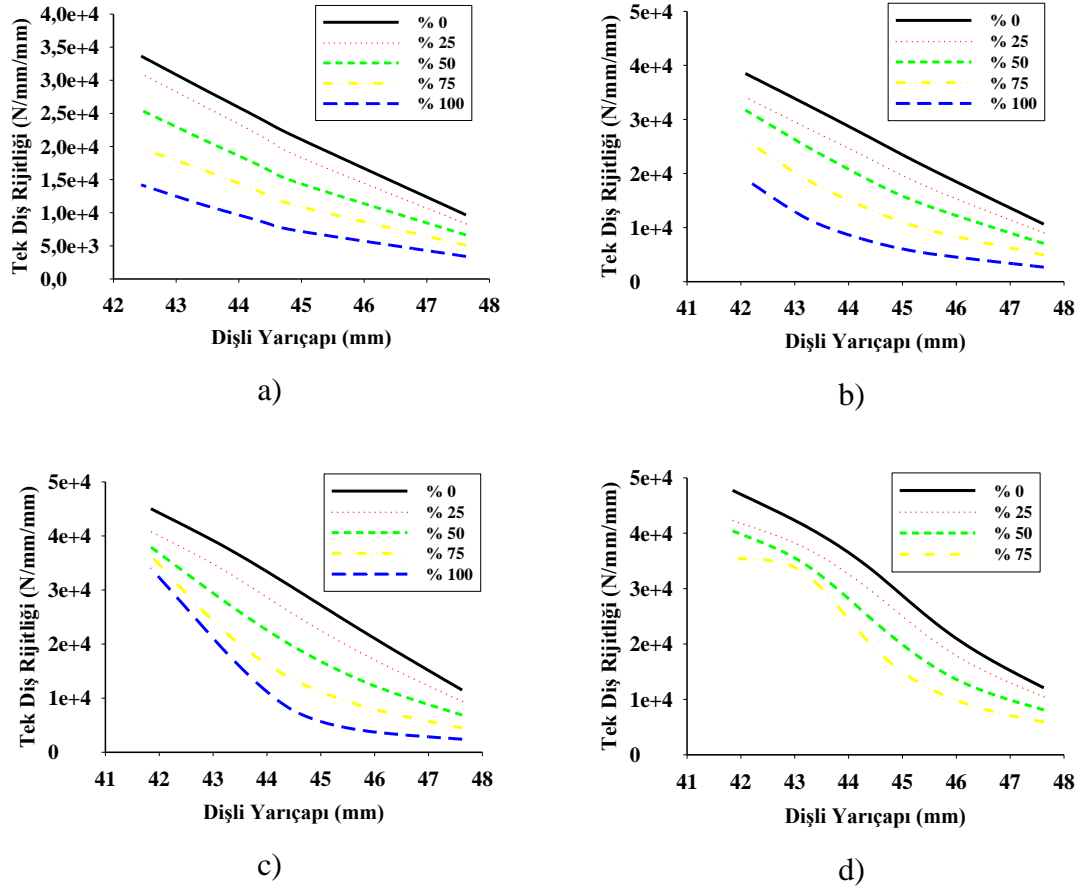 4,0e+4
3,5e+4
3,0e+4
2,5e+4
2,0e+4
1,5e+4
1,0e+4
5,0e+3
0,0
Tek Diş Rijitliği (N/mm/mm)
42 43 44 45 46 47 48
Dişli Yarıçapı (mm)
% 0
% 25
% 50
% 75
% 100
a)
5e+4
4e+4
3e+4
2e+4
1e+4
0
Tek Diş Rijitliği (N/mm/mm)
41 42 43 44 45 46 47 48
Dişli Yarıçapı (mm)
% 0
% 25
% 50
% 75
% 100
b)
5e+4
4e+4
3e+4
2e+4
1e+4
0
Tek Diş Rijitliği (N/mm/mm)
41 42 43 44 45 46 47 48
Dişli Yarıçapı (mm)
% 0
% 25
% 50
% 75
% 100
c)
5e+4
4e+4
3e+4
2e+4
1e+4
0
Tek Diş Rijitliği (N/mm/mm)
41 42 43 44 45 46 47 48
Dişli Yarıçapı (mm)
% 0
% 25
% 50
% 75
d)